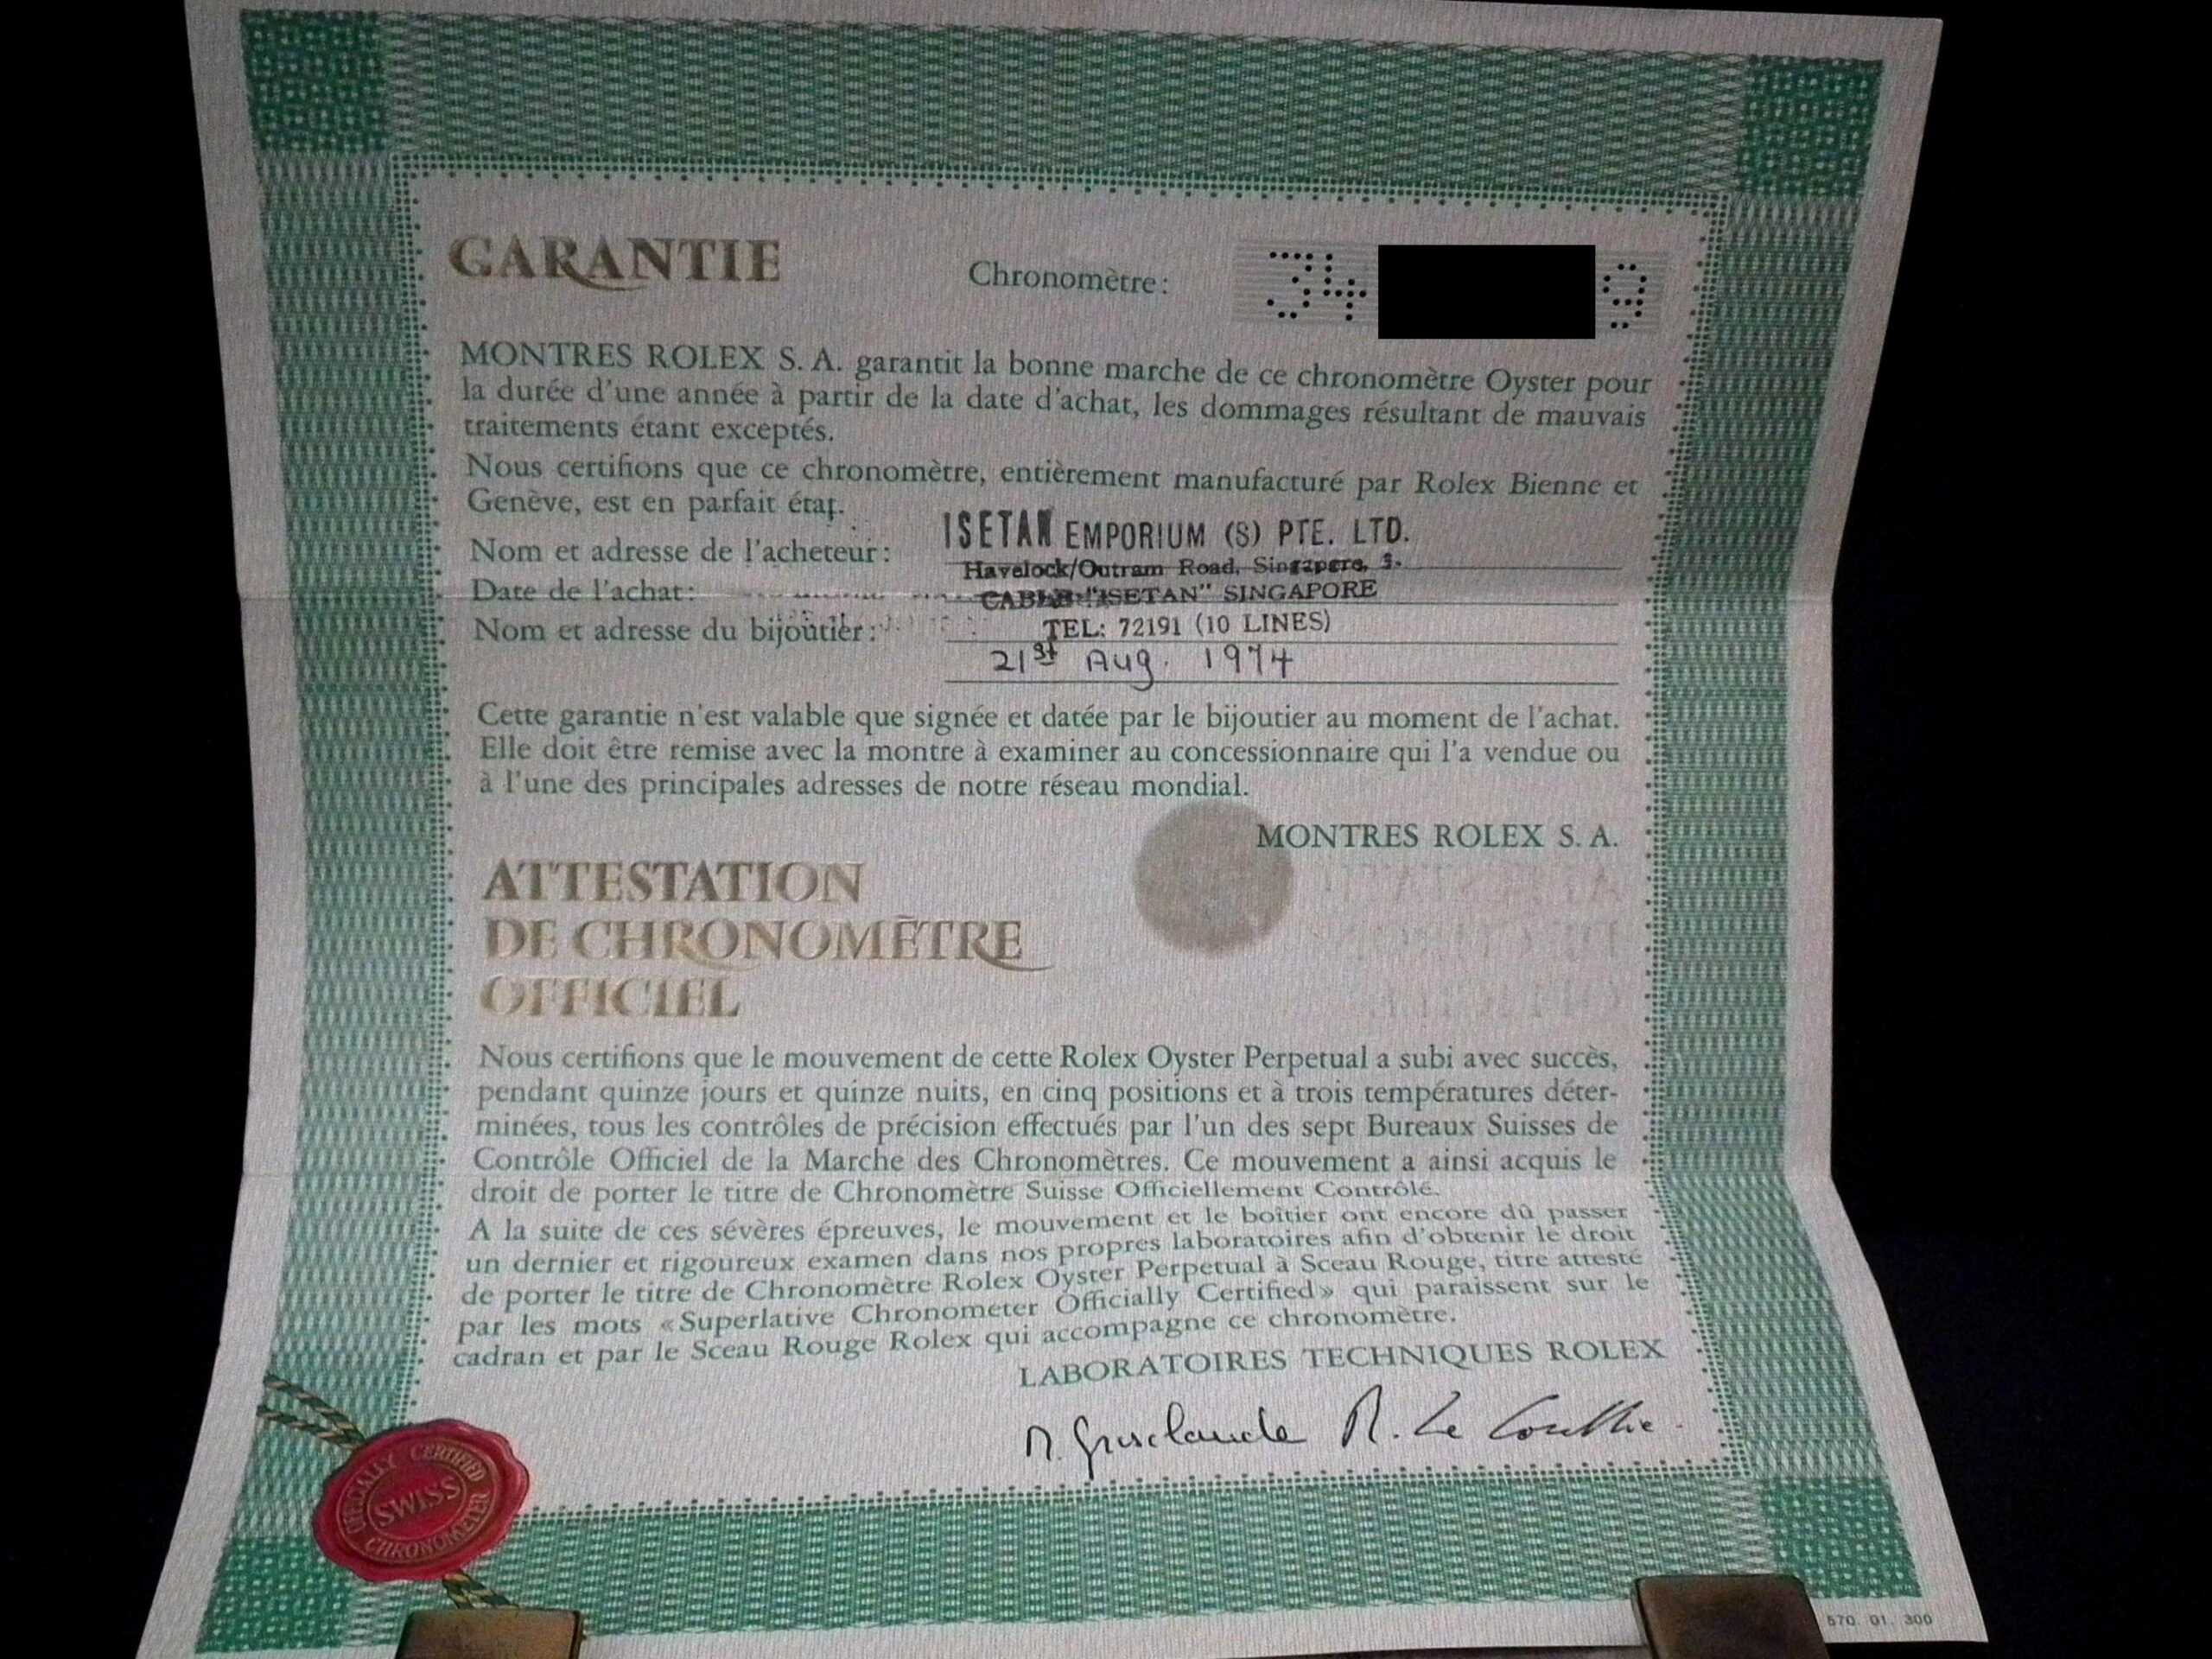 GARANTIE
Chronomètre: 34 9
MONTRES ROLEX S. A. garantit la bonne marche de ce chronomètre Oyster pour
la durée d'une année à partir de la date d'achat, les dommages résultant de mauvais
traitements étant exceptés.
Nous certifions que ce chronomètre, entièrement manufacturé par Rolex Bienne et
Genève, est en parfait état.
ISETAN EMPORIUM (S) PTE. LTD.
Nom et adresse de l'acheteur:
Havelock/Outram Road, Singapore, 3.
Date de l'achat:
CABLE "ISETAN" SINGAPORE
Nom et adresse du bijoutier:
TEL: 72191 (10 LINES)
21st Aug. 1974
Cette garantie n'est valable que signée et datée par le bijoutier au moment de l'achat.
Elle doit être remise avec la montre à examiner au concessionnaire qui l'a vendue ou
à l'une des principales adresses de notre réseau mondial.
MONTRES ROLEX S. A.
ATTESTATION
DE CHRONOMÈTRE
OFFICIEL
Nous certifions que le mouvement de cette Rolex Oyster Perpetual a subi avec succès,
pendant quinze jours et quinze nuits, en cinq positions et à trois températures déter-
minées, tous les contrôles de précision effectués par l'un des sept Bureaux Suisses de
Contrôle Officiel de la Marche des Chronomètres. Ce mouvement a ainsi acquis le
droit de porter le titre de Chronomètre Suisse Officiellement Contrôlé.
A la suite de ces sévères épreuves, le mouvement et le boîtier ont encore dû passer
un dernier et rigoureux examen dans nos propres laboratoires afin d'obtenir le droit
de porter le titre de Chronomètre Rolex Oyster Perpetual à Sceau Rouge, titre attesté
par les mots «Superlative Chronometer Officially Certified» qui paraissent sur le
cadran et par le Sceau Rouge Rolex qui accompagne ce chronomètre.
LABORATOIRES TECHNIQUES ROLEX
R. Le Coultre
OFFICIALLY CERTIFIED
SWISS
CHRONOMETER
570. 01. 300